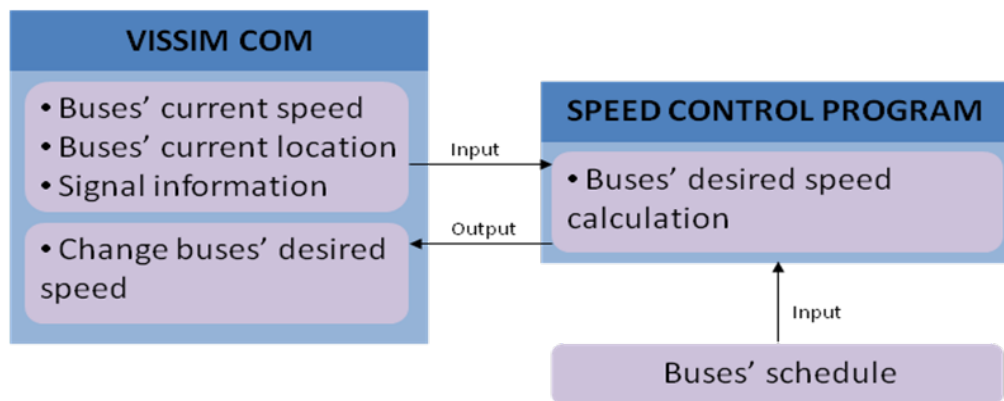 VISSIM COM
• Buses’ current speed
• Buses’ current location
• Signal information
• Change buses’ desired
speed
Input
Output
SPEED CONTROL PROGRAM
• Buses’ desired speed
calculation
Input
Buses’ schedule